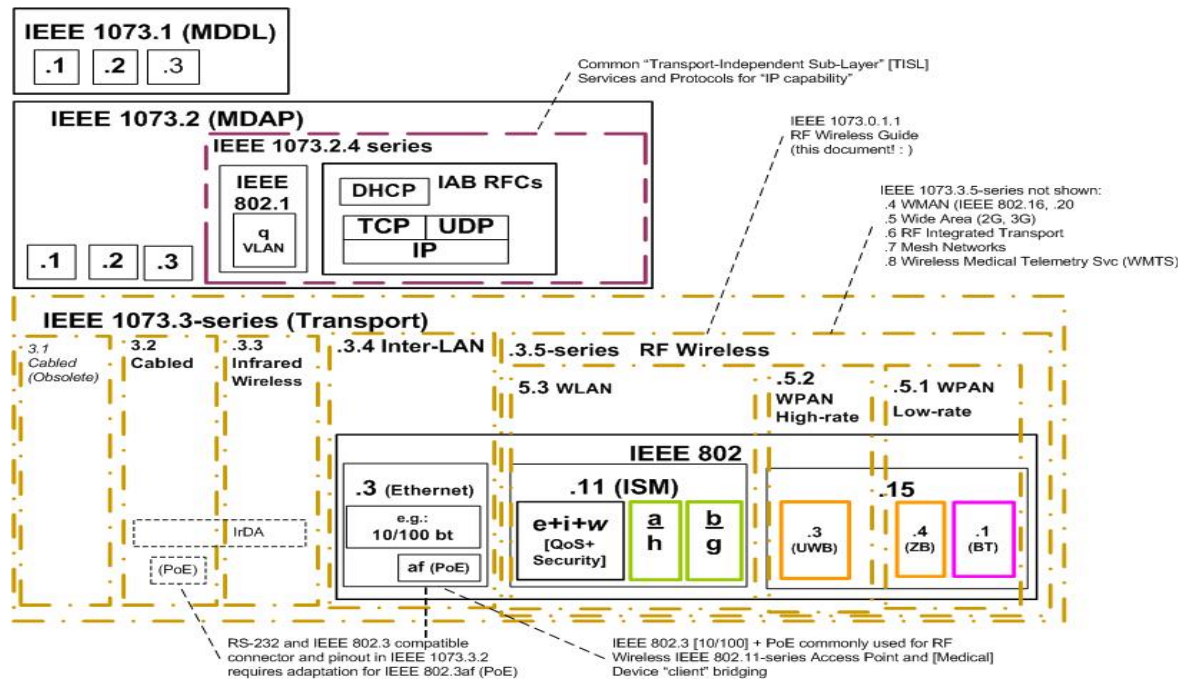 IEEE 1073.1 (MDDL)
.1 .2 .3
Common “Transport-Independent Sub-Layer” [TISL]
Services and Protocols for “IP capability”
IEEE 1073.2 (MDAP)
IEEE 1073.2.4 series
IEEE
802.1
q
VLAN
IAB RFCs
DHCP
TCP UDP
IP
.1 .2 .3
IEEE 1073.0.1.1
RF Wireless Guide
(this document! : )
IEEE 1073.3.5-series not shown:
.4 WMAN (IEEE 802.16, .20
.5 Wide Area (2G, 3G)
.6 RF Integrated Transport
.7 Mesh Networks
.8 Wireless Medical Telemetry Svc (WMTS)
IEEE 1073.3-series (Transport)
3.1
Cabled
(Obsolete)
3.2
Cabled
.3.3
Infrared
Wireless
.3.4 Inter-LAN
.3.5-series RF Wireless
5.3 WLAN
.5.2
WPAN
High-rate
.5.1 WPAN
Low-rate
IEEE 802
.3 (Ethernet)
e.g.:
10/100 bt
af (PoE)
.11 (ISM)
e+i+w
[QoS+
Security]
a
h
b
g
.15
.3
(UWB)
.4
(ZB)
.1
(BT)
IrDA
(PoE)
RS-232 and IEEE 802.3 compatible
connector and pinout in IEEE 1073.3.2
requires adaptation for IEEE 802.3af (PoE)
IEEE 802.3 [10/100] + PoE commonly used for RF
Wireless IEEE 802.11-series Access Point and [Medical]
Device “client” bridging